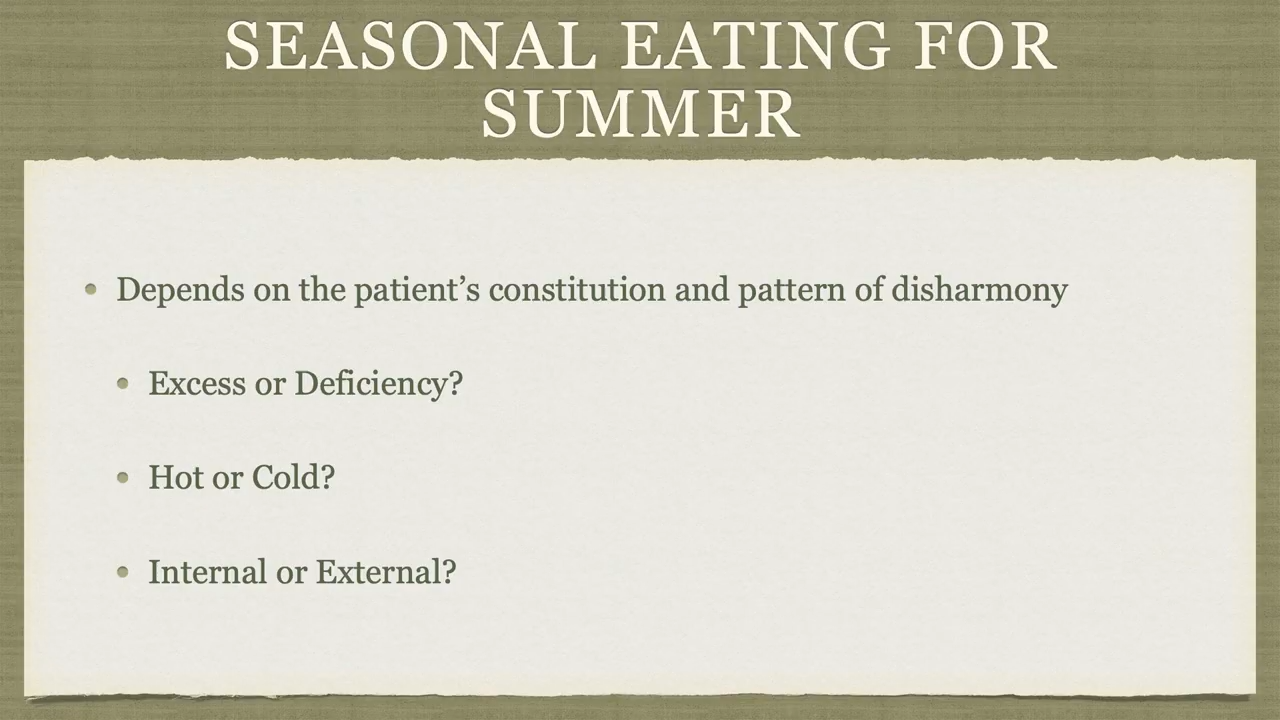 SEASONAL EATING FOR
SUMMER
• Depends on the patient’s constitution and pattern of disharmony
• Excess or Deficiency?
• Hot or Cold?
• Internal or External?